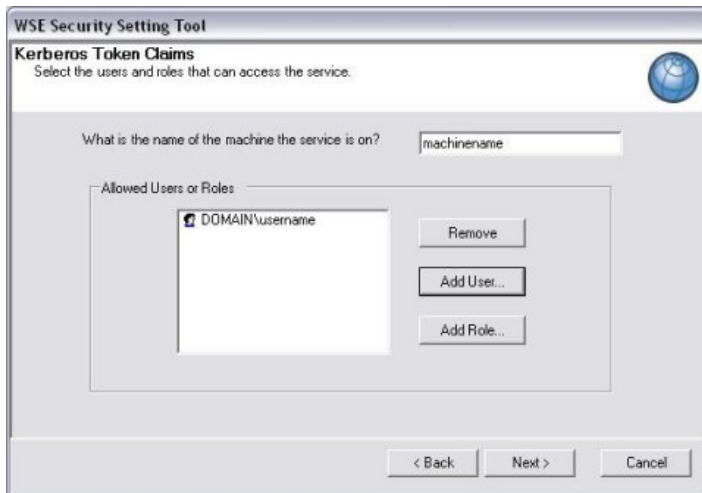 WSE Security Setting Tool
Kerberos Token Claims
Select the users and roles that can access the service.
What is the name of the machine the service is on? machinename
Allowed Users or Roles
DOMAIN\username
Remove
Add User...
Add Role...
< Back Next > Cancel